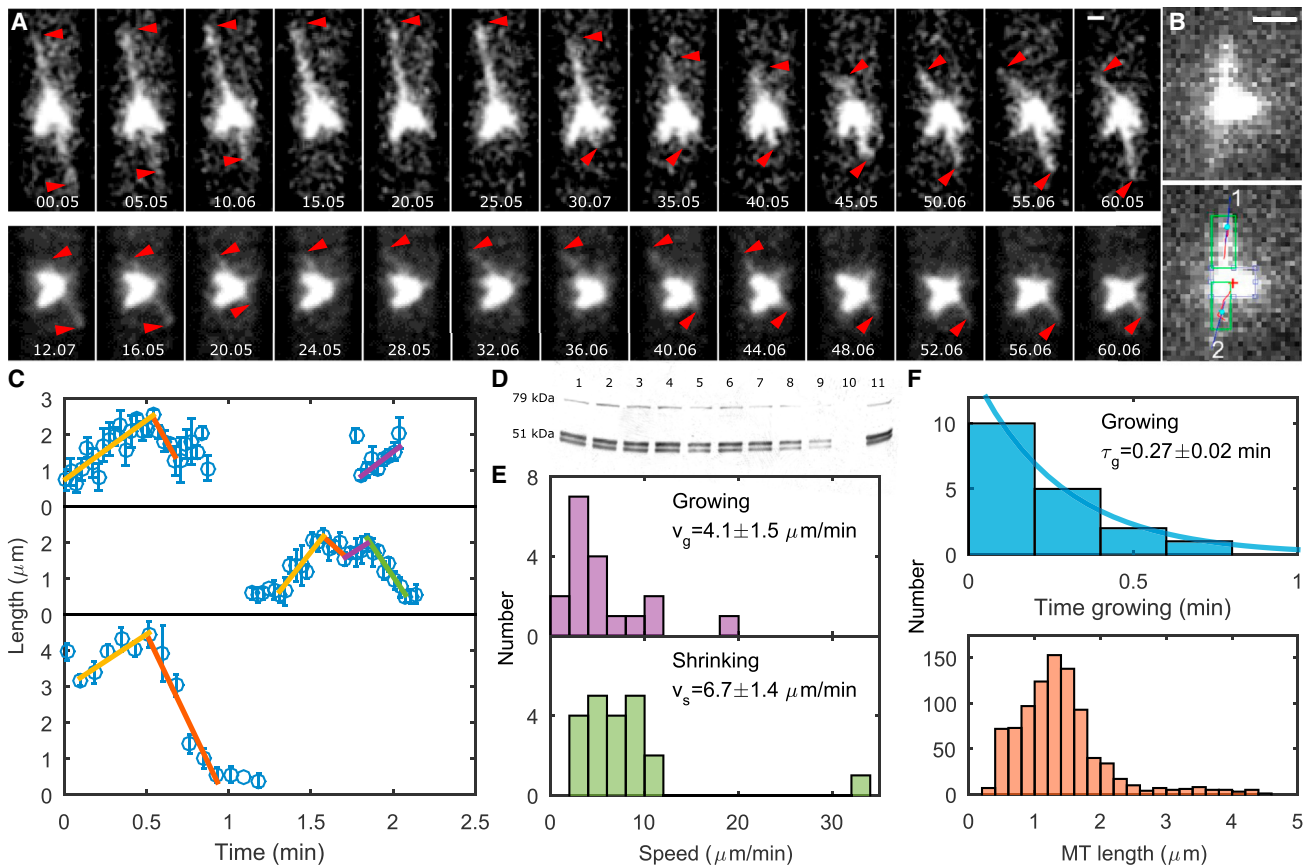 A
00.05 05.05 10.06 15.05 20.05 25.05 30.07 35.05 40.05 45.05 50.06 55.06 60.05
12.07 16.05 20.05 24.05 28.05 32.06 36.06 40.06 44.06 48.06 52.06 56.06 60.06
B
1
2
C
3
2
1
0
2
1
0
4
3
2
1
0
Length (μm)
0 0.5 1 1.5 2 2.5
Time (min)
D
1 2 3 4 5 6 7 8 9 10 11
79 kDa
51 kDa
E
8
4
0
Growing
v_g=4.1±1.5 μm/min
Number
Shrinking
v_s=6.7±1.4 μm/min
4
0
0 10 20 30
Speed (μm/min)
F
10
5
0
Growing
τ_g=0.27±0.02 min
0 0.5 1
Time growing (min)
Number
150
100
50
0
0 1 2 3 4 5
MT length (μm)